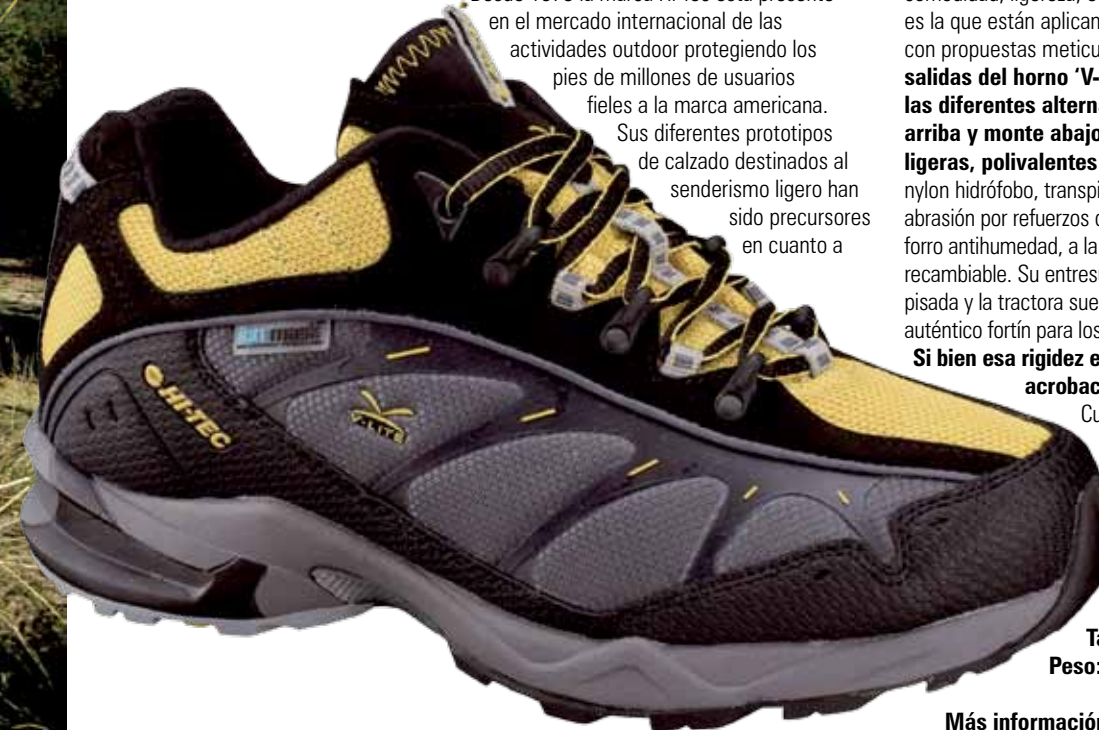 en el mercado internacional de las
actividades outdoor protegiendo los
pies de millones de usuarios
fieles a la marca americana.
Sus diferentes prototipos
de calzado destinados al
senderismo ligero han
sido precursores
en cuanto a
es la que están aplican
con propuestas meticu
salidas del horno ‘V-
las diferentes alterna
arriba y monte abajo
ligeras, polivalentes
nylon hidrófobo, transpi
abrasión por refuerzos
forro antihumedad, a la
recambiable. Su entres
pisada y la tractora sue
auténtico fortín para los
Si bien esa rigidez e
acrobac
Cu
Ta
Peso:
Más información
HI-TEC
V-LITE